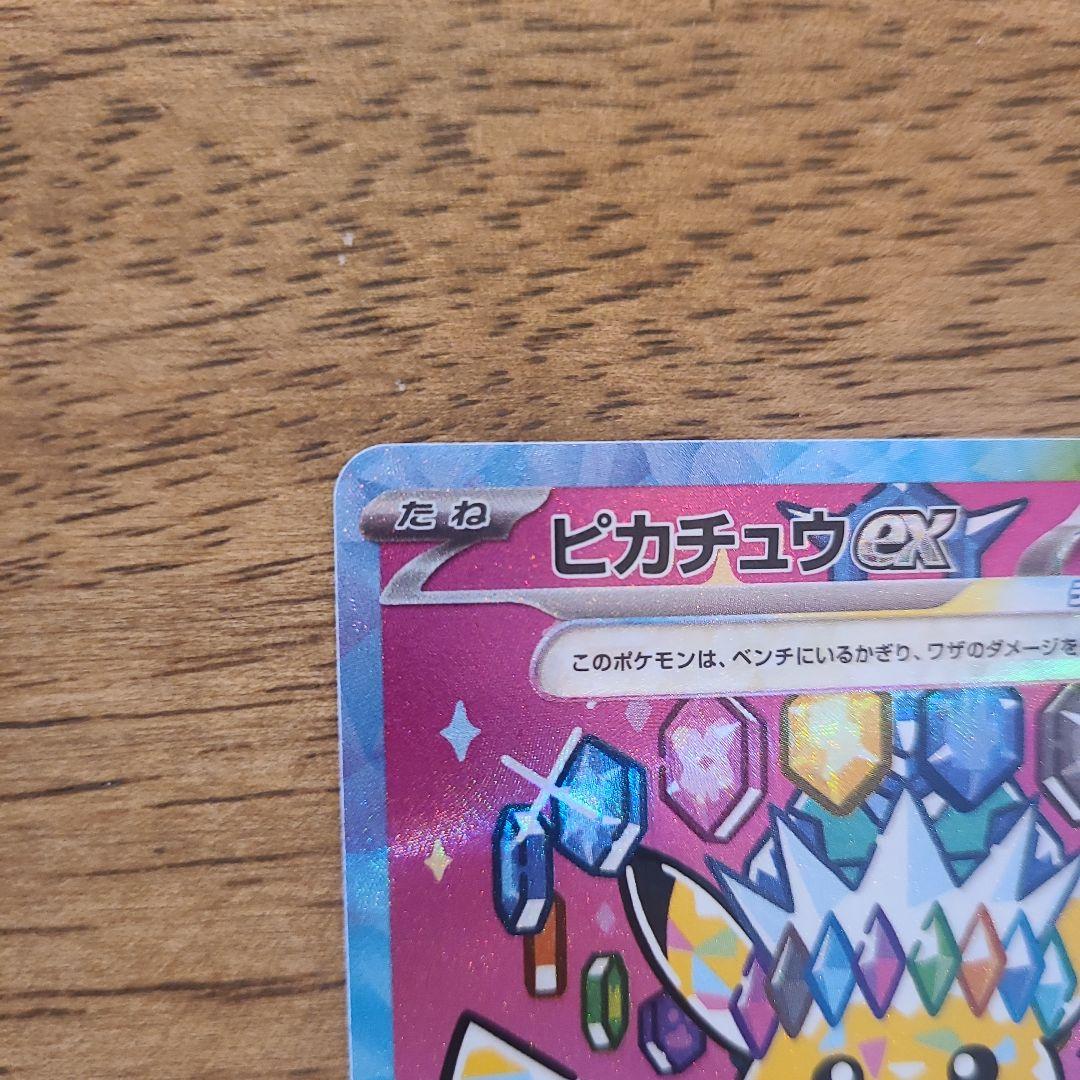 たね
ピカチュウex
このポケモンは、ベンチにいるかぎり、ワザのダメージを